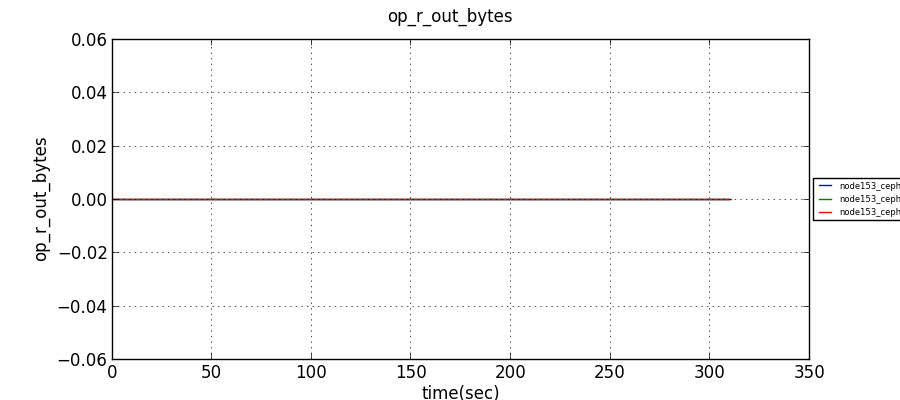 op_r_out_bytes
0.06
0.04
0.02
0.00
−0.02
−0.04
−0.06
op_r_out_bytes
0 50 100 150 200 250 300 350
time(sec)
node153_ceph
node153_ceph
node153_ceph